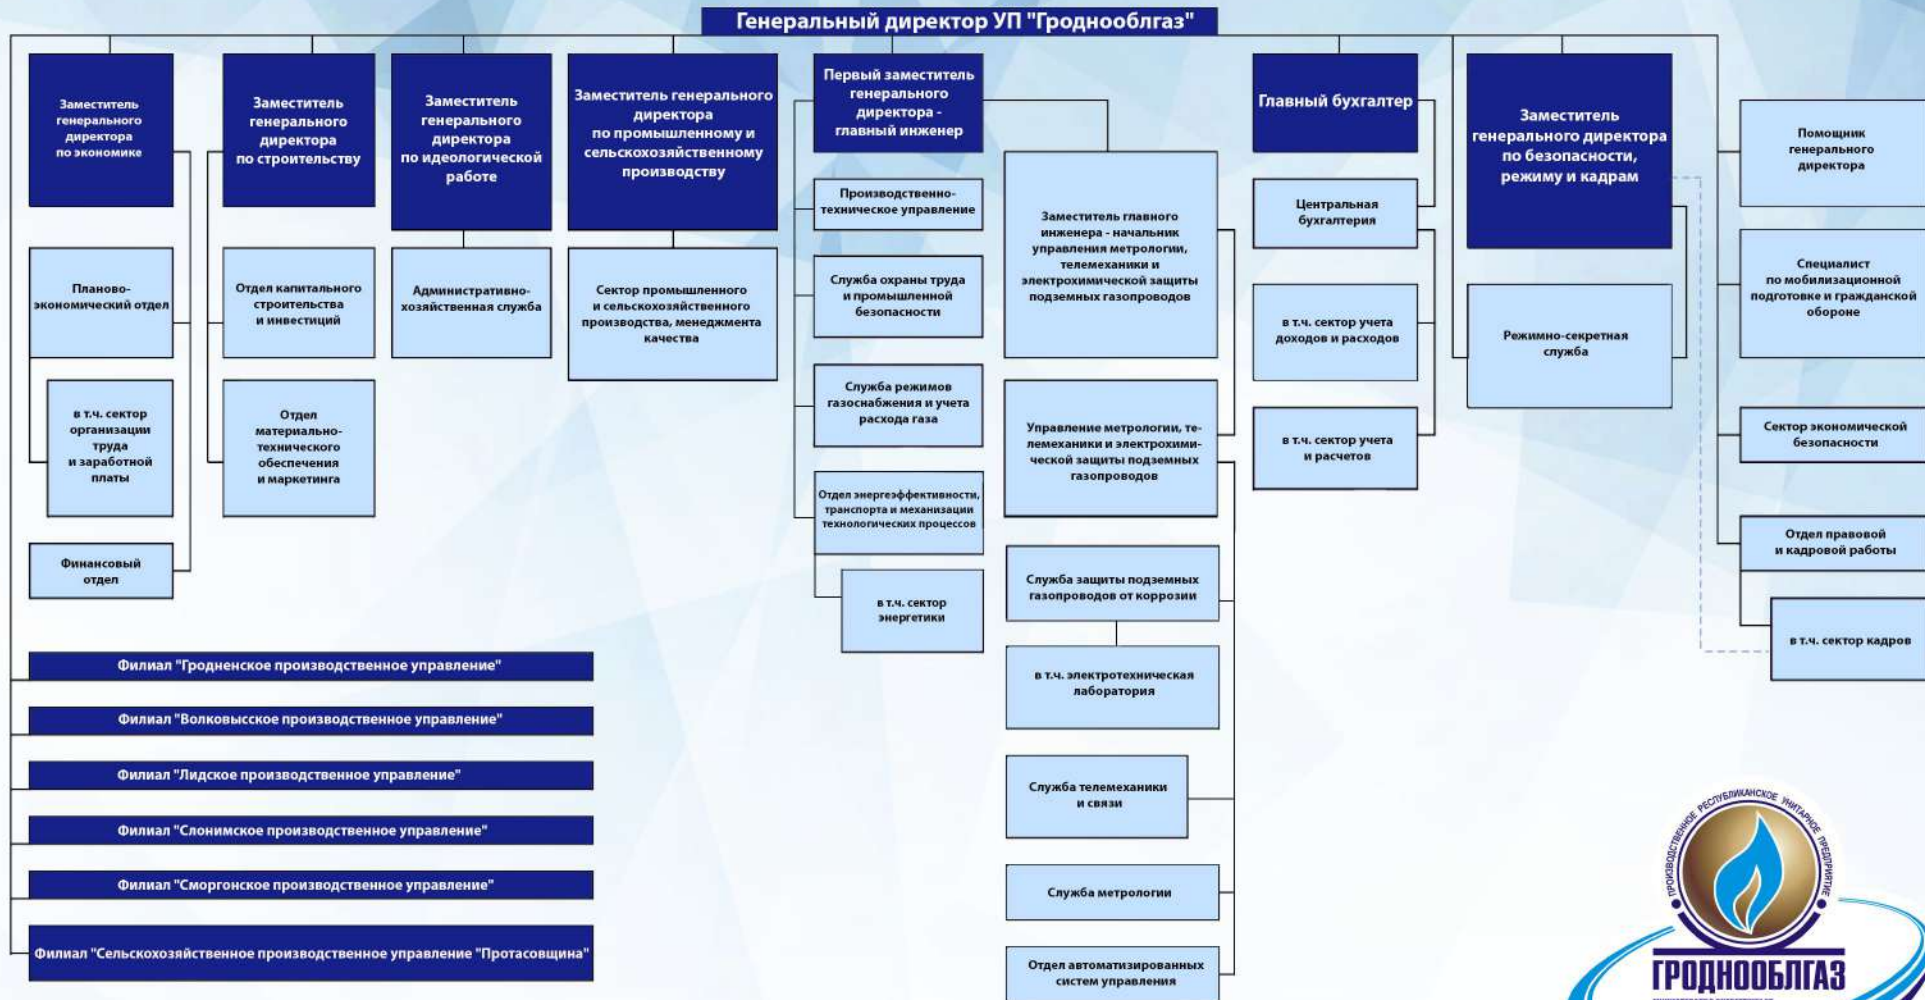 Генеральный директор УП "Гроднооблгаз"
Заместитель
генерального
директора
по экономике
Планово-
экономический отдел
в т.ч. сектор
организации
труда
и заработной
платы
Финансовый
отдел
Заместитель
генерального
директора
по строительству
Отдел капитального
строительства
и инвестиций
Отдел
материально-
технического
обеспечения
и маркетинга
Заместитель
генерального
директора
по идеологической
работе
Административно-
хозяйственная служба
Заместитель генерального
директора
по промышленному и
сельскохозяйственному
производству
Сектор промышленного
и сельскохозяйственного
производства, менеджмента
качества
Первый заместитель
генерального
директора -
главный инженер
Производственно-
техническое управление
Служба охраны труда
и промышленной
безопасности
Служба режимов
газоснабжения и учета
расхода газа
Отдел энергоэффективности,
транспорта и механизации
технологических процессов
в т.ч. сектор
энергетики
Заместитель главного
инженера - начальник
управления метрологии,
телемеханики и
электрохимической защиты
подземных газопроводов
Управление метрологии, те-
лемеханики и электрохими-
ческой защиты подземных
газопроводов
Служба защиты подземных
газопроводов от коррозии
в т.ч. электротехническая
лаборатория
Служба телемеханики
и связи
Служба метрологии
Отдел автоматизированных
систем управления
Главный бухгалтер
Центральная
бухгалтерия
в т.ч. сектор учета
доходов и расходов
в т.ч. сектор учета
и расчетов
Заместитель
генерального директора
по безопасности,
режиму и кадрам
Режимно-секретная
служба
Помощник
генерального
директора
Специалист
по мобилизационной
подготовке и гражданской
обороне
Сектор экономической
безопасности
Отдел правовой
и кадровой работы
в т.ч. сектор кадров
Филиал "Гродненское производственное управление"
Филиал "Волковысское производственное управление"
Филиал "Лидское производственное управление"
Филиал "Слонимское производственное управление"
Филиал "Сморгонское производственное управление"
Филиал "Сельскохозяйственное производственное управление "Протасовщина"
ПРОИЗВОДСТВЕННОЕ РЕСПУБЛИКАНСКОЕ УНИТАРНОЕ ПРЕДПРИЯТИЕ
ГРОДНООБЛГАЗ